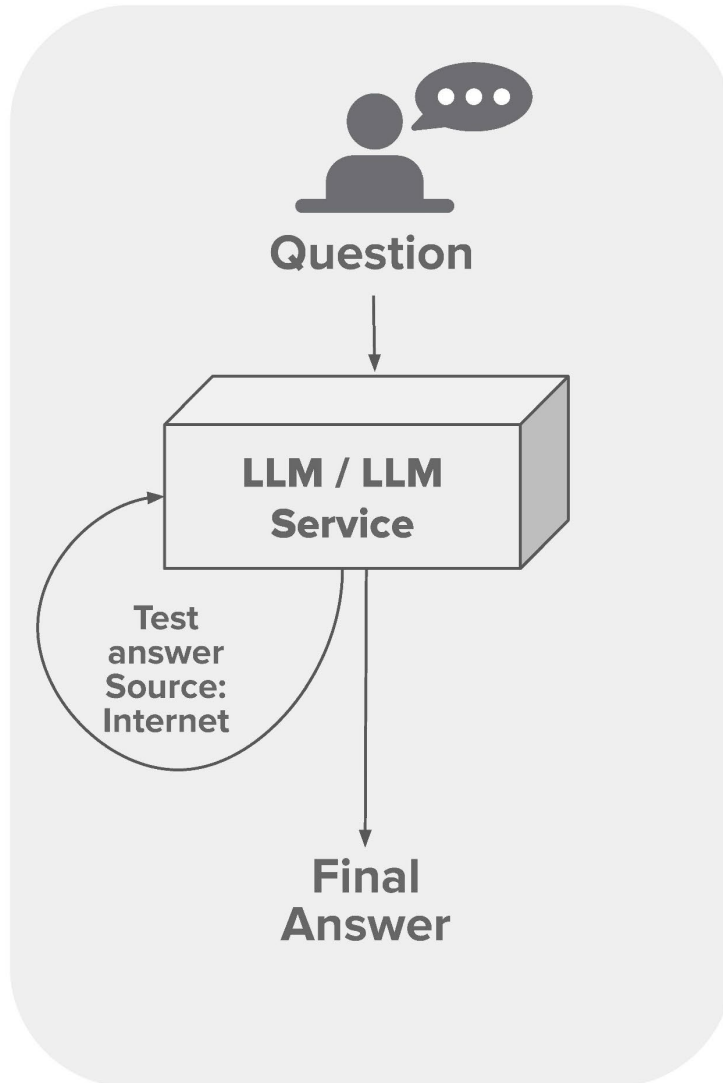 Question
LLM / LLM
Service
Test
answer
Source:
Internet
Final
Answer